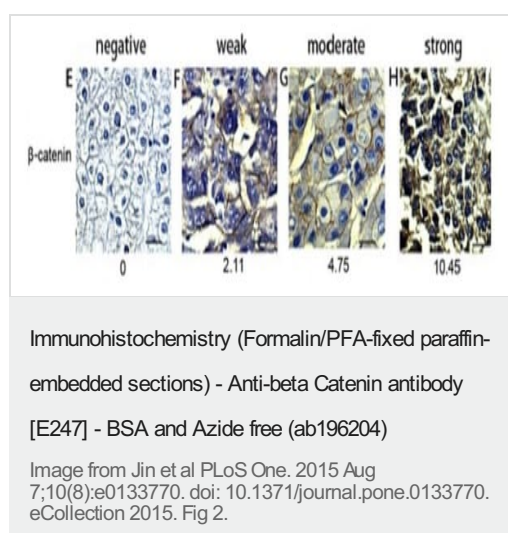 negative weak moderate strong
E F G H
β-catenin
0 2.11 4.75 10.45
Immunohistochemistry (Formalin/PFA-fixed paraffin-
embedded sections) - Anti-beta Catenin antibody
[E247] - BSA and Azide free (ab196204)
Image from Jin et al PLoS One. 2015 Aug
7;10(8):e0133770. doi: 10.1371/journal.pone.0133770.
eCollection 2015. Fig 2.